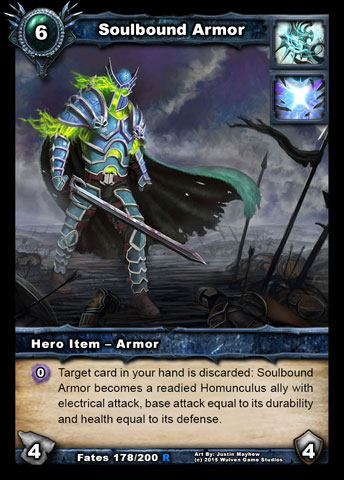 6
Soulbound Armor
Hero Item – Armor
0
Target card in your hand is discarded: Soulbound
Armor becomes a readied Homunculus ally with
electrical attack, base attack equal to its durability
and health equal to its defense.
4
Fates 178/200 R
Art By: Justin Mayhew
(c) 2015 Wulven Game Studios
4